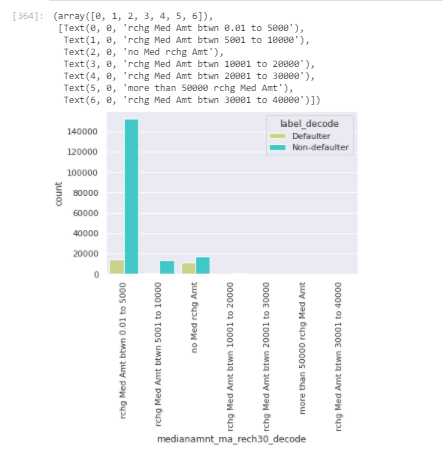 [364]: (array([0, 1, 2, 3, 4, 5, 6]),
[Text(0, 0, 'rchg Med Amt btwn 0.01 to 5000'),
Text(1, 0, 'rchg Med Amt btwn 5001 to 10000'),
Text(2, 0, 'no Med rchg Amt'),
Text(3, 0, 'rchg Med Amt btwn 10001 to 20000'),
Text(4, 0, 'rchg Med Amt btwn 20001 to 30000'),
Text(5, 0, 'more than 50000 rchg Med Amt'),
Text(6, 0, 'rchg Med Amt btwn 30001 to 40000')])
label_decode
Defaulter
Non-defaulter
140000
120000
100000
80000
60000
40000
20000
0
count
rchg Med Amt btwn 0.01 to 5000
rchg Med Amt btwn 5001 to 10000
no Med rchg Amt
rchg Med Amt btwn 10001 to 20000
rchg Med Amt btwn 20001 to 30000
more than 50000 rchg Med Amt
rchg Med Amt btwn 30001 to 40000
medianamnt_ma_rech30_decode